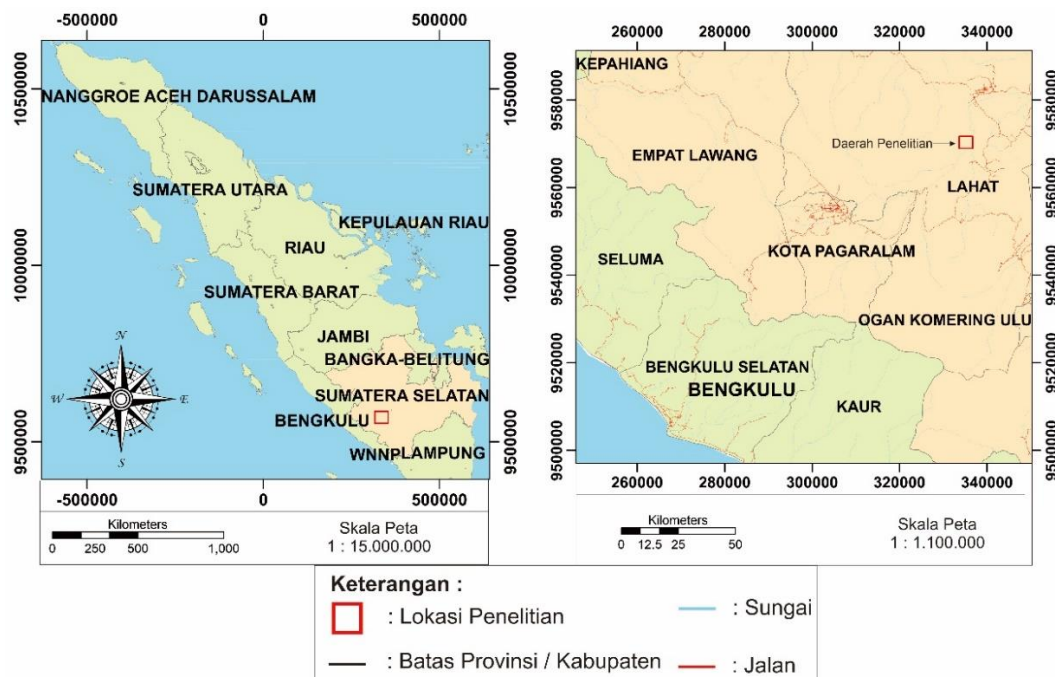 -500000 0 500000
10500000
10000000
9500000
NANGGROE ACEH DARUSSALAM
SUMATERA UTARA
KEPULAUAN RIAU
RIAU
SUMATERA BARAT
JAMBI
BANGKA-BELITUNG
SUMATERA SELATAN
BENGKULU
WNNP LAMPUNG
N
W E
S
10500000
10000000
9500000
-500000 0 500000
Kilometers
0 250 500 1,000
Skala Peta
1 : 15.000.000
260000 280000 300000 320000 340000
9580000
9560000
9540000
9520000
9500000
KEPAHIANG
EMPAT LAWANG
Daerah Penelitian
LAHAT
KOTA PAGARALAM
SELUMA
OGAN KOMERING ULU
BENGKULU SELATAN
BENGKULU
KAUR
9580000
9560000
9540000
9520000
9500000
260000 280000 300000 320000 340000
Kilometers
0 12.5 25 50
Skala Peta
1 : 1.100.000
Keterangan :
: Lokasi Penelitian
: Sungai
: Batas Provinsi / Kabupaten
: Jalan